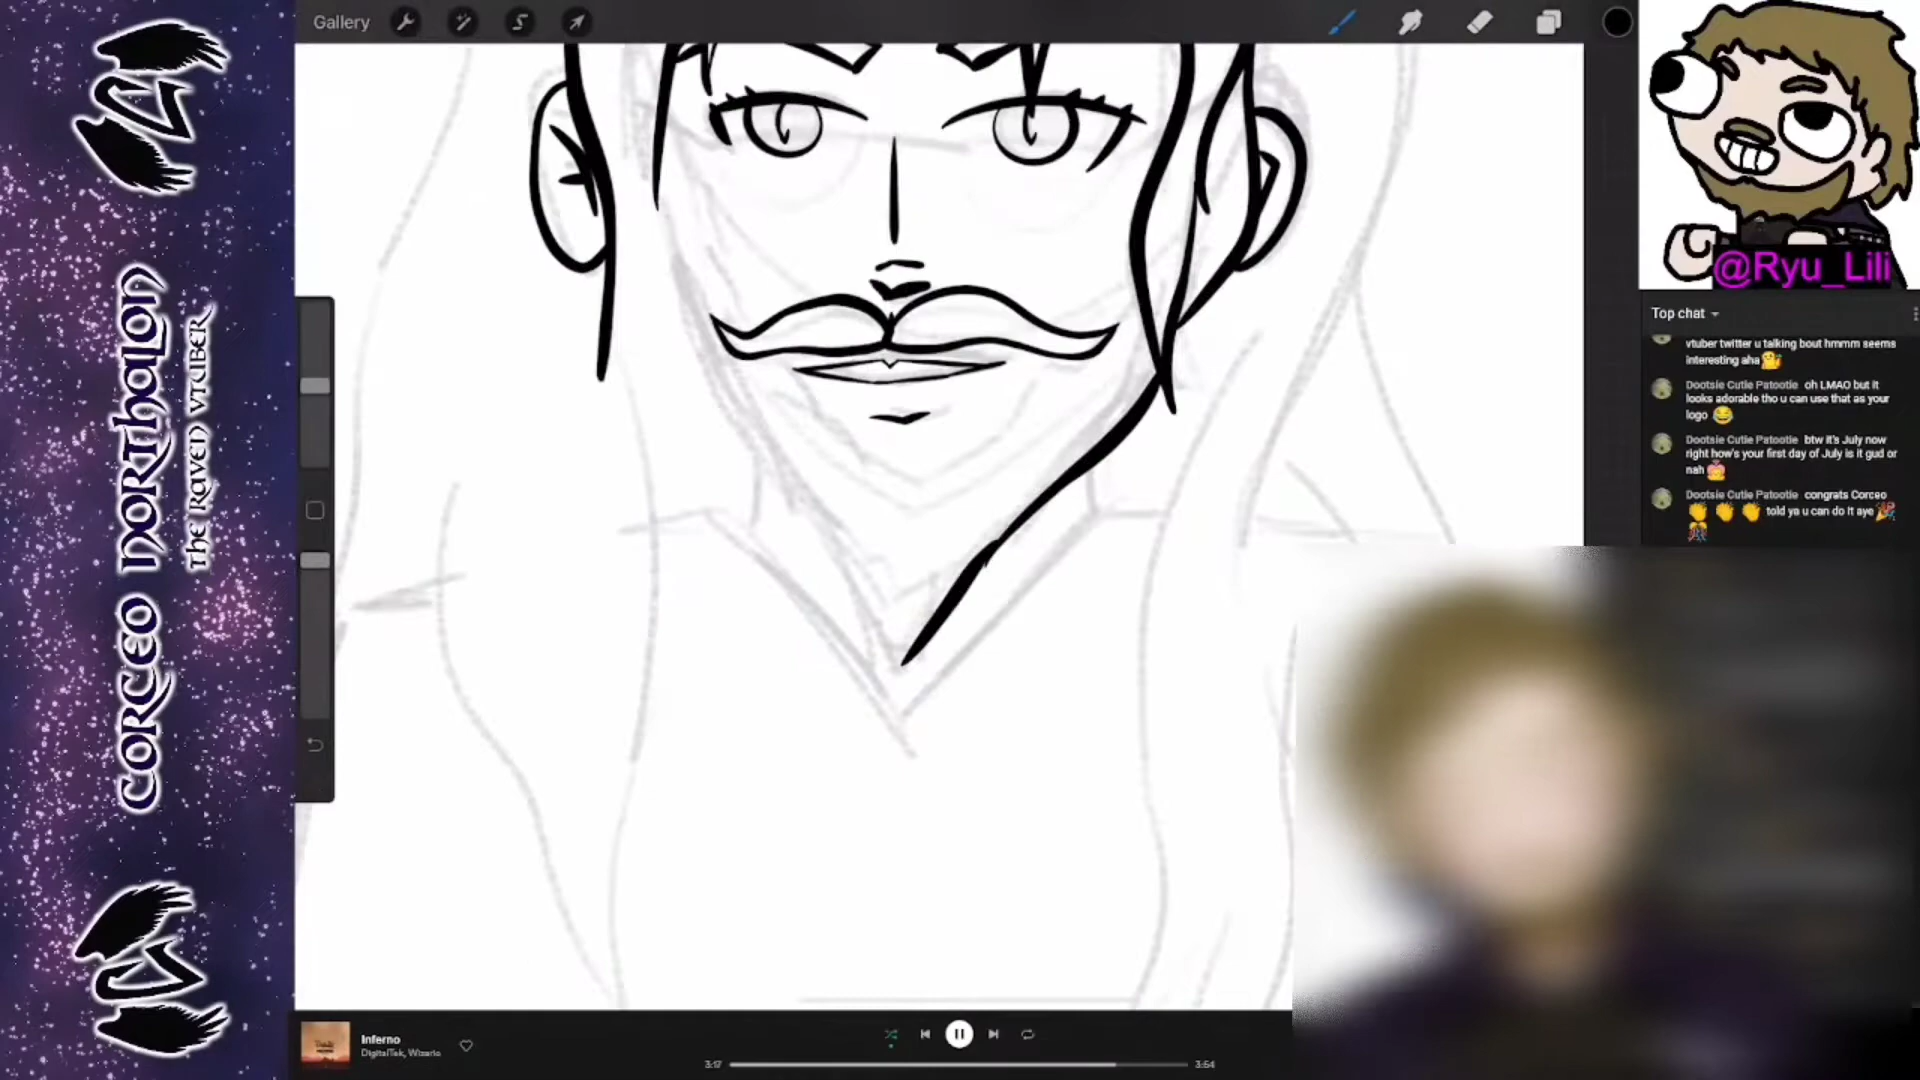 Gallery
CORCEO NORTHALON
THE RAVEN VTUBER
@Ryu_Lili
Top chat
vtuber twitter u talking bout hmmm seems
interesting aha
Dootsie Cutie Patootie oh LMAO but it
looks adorable tho u can use that as your
logo
Dootsie Cutie Patootie btw it's July now
right how's your first day of July is it gud or
nah
Dootsie Cutie Patootie congrats Corceo
told ya u can do it aye
Inferno
DigitalTek, Wizario
3:17
3:54